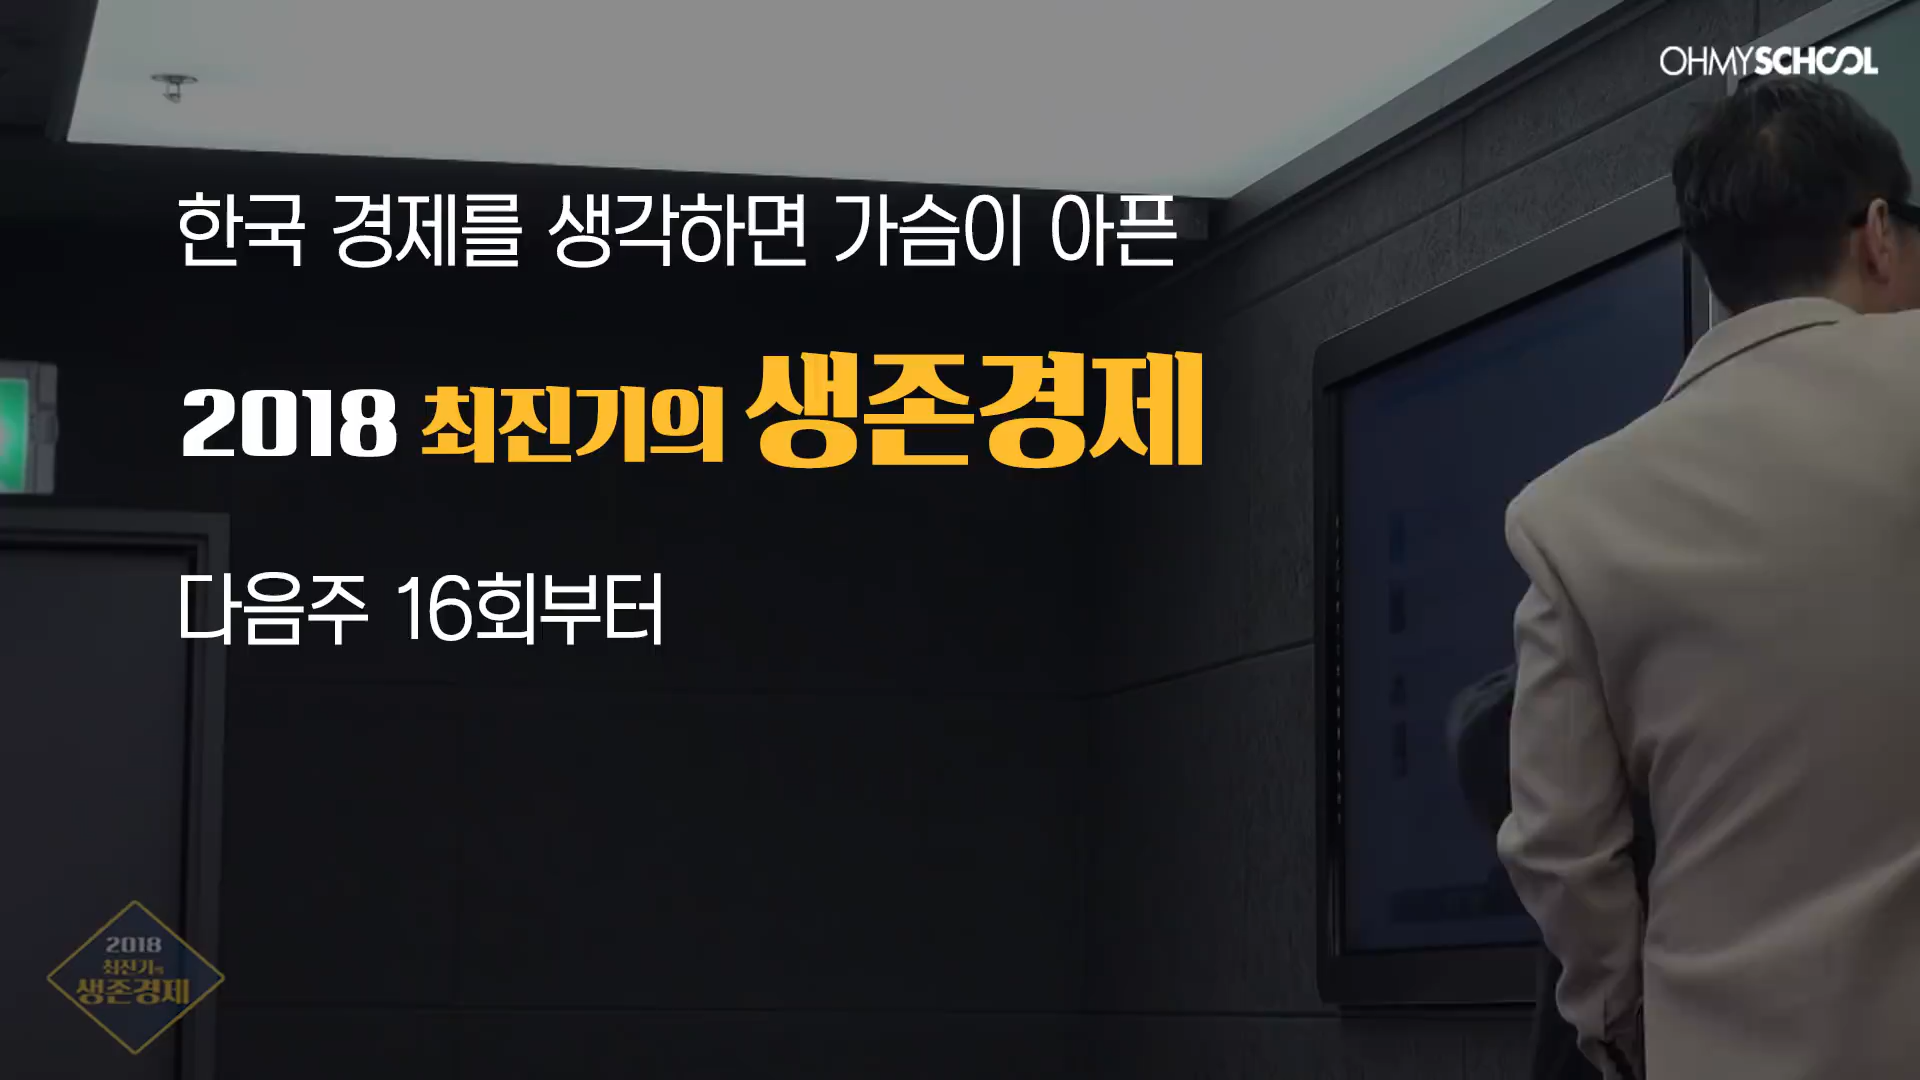 OHMYSCHOOL
한국 경제를 생각하면 가슴이 아픈
2018 최진기의 생존경제
다음주 16회부터
2018
최진기의
생존경제